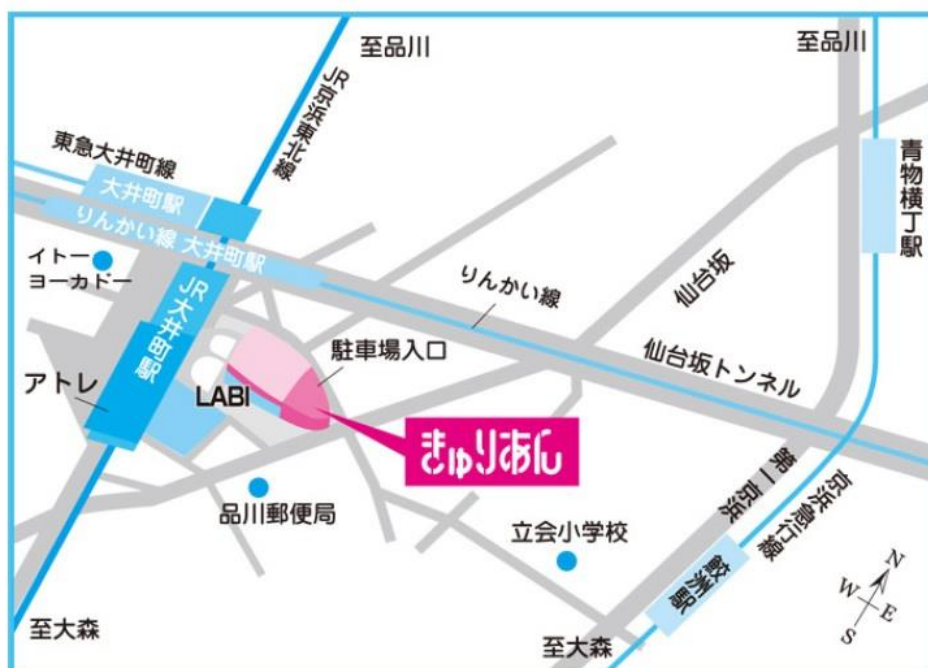 至品川
至品川
JR京浜東北線
東急大井町線
大井町駅
りんかい線 大井町駅
青物横丁駅
イトー
ヨーカドー
JR大井町駅
りんかい線
仙台坂
駐車場入口
仙台坂トンネル
アトレ
LABI
きゅりあん
品川郵便局
第一京浜
京浜急行線
立会小学校
鮫洲駅
N
W
E
S
至大森
至大森